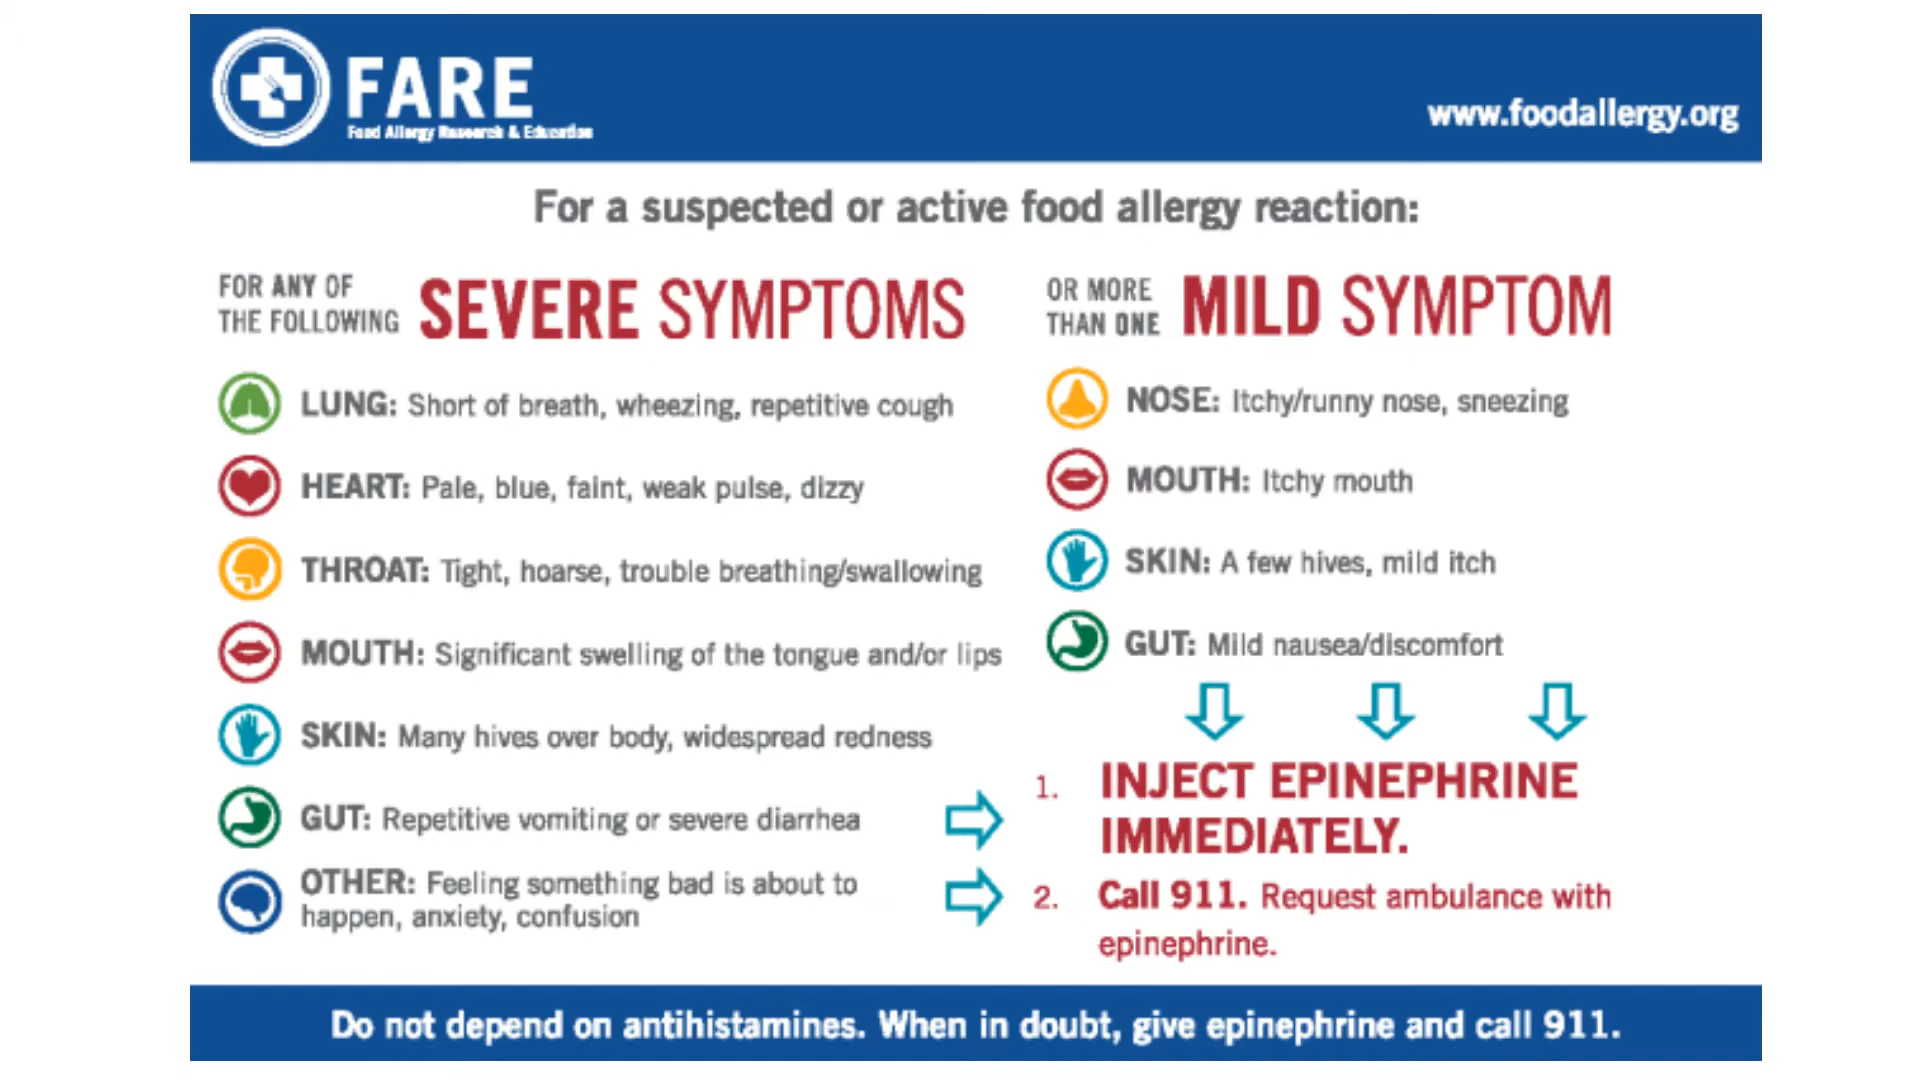 FARE
Food Allergy Research & Education
www.foodallergy.org
For a suspected or active food allergy reaction:
FOR ANY OF
THE FOLLOWING
SEVERE SYMPTOMS
LUNG: Short of breath, wheezing, repetitive cough
HEART: Pale, blue, faint, weak pulse, dizzy
THROAT: Tight, hoarse, trouble breathing/swallowing
MOUTH: Significant swelling of the tongue and/or lips
SKIN: Many hives over body, widespread redness
GUT: Repetitive vomiting or severe diarrhea
OTHER: Feeling something bad is about to
happen, anxiety, confusion
OR MORE
THAN ONE
MILD SYMPTOM
NOSE: Itchy/runny nose, sneezing
MOUTH: Itchy mouth
SKIN: A few hives, mild itch
GUT: Mild nausea/discomfort
1. INJECT EPINEPHRINE
IMMEDIATELY.
2. Call 911. Request ambulance with
epinephrine.
Do not depend on antihistamines. When in doubt, give epinephrine and call 911.